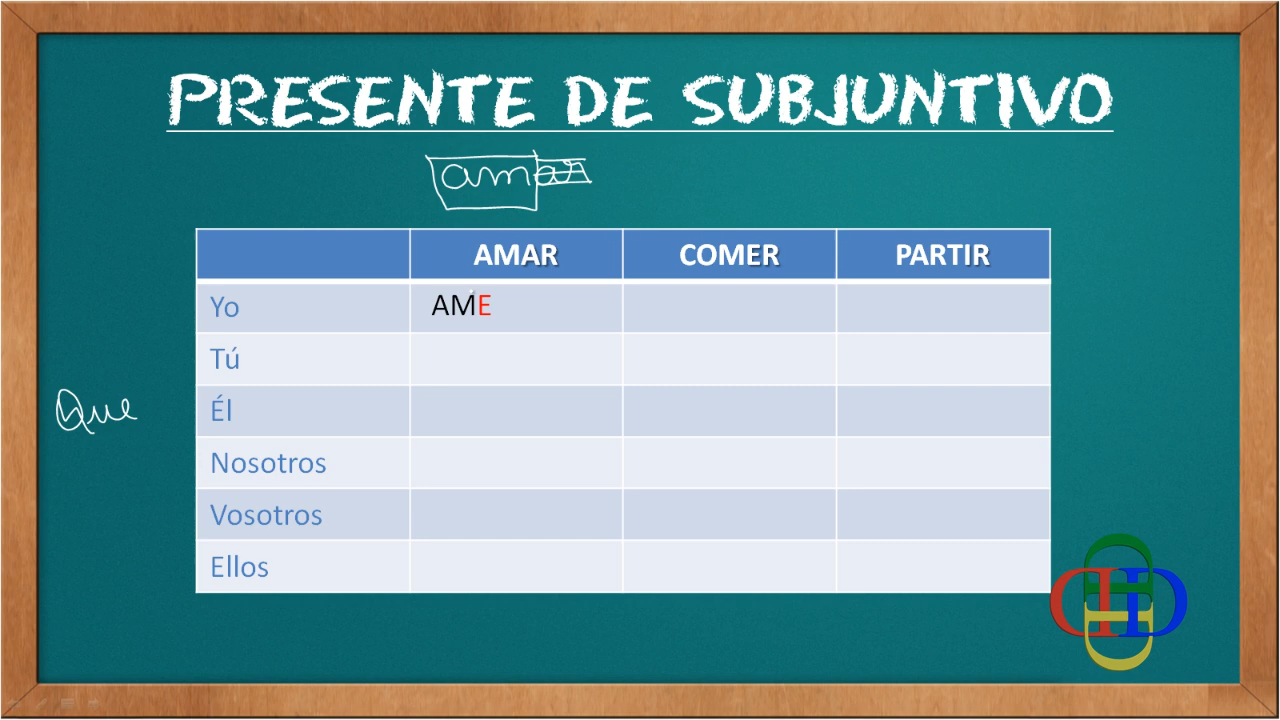 PRESENTE DE SUBJUNTIVO
amar
AMAR COMER PARTIR
Yo AME
Tú
Él
Que
Nosotros
Vosotros
Ellos